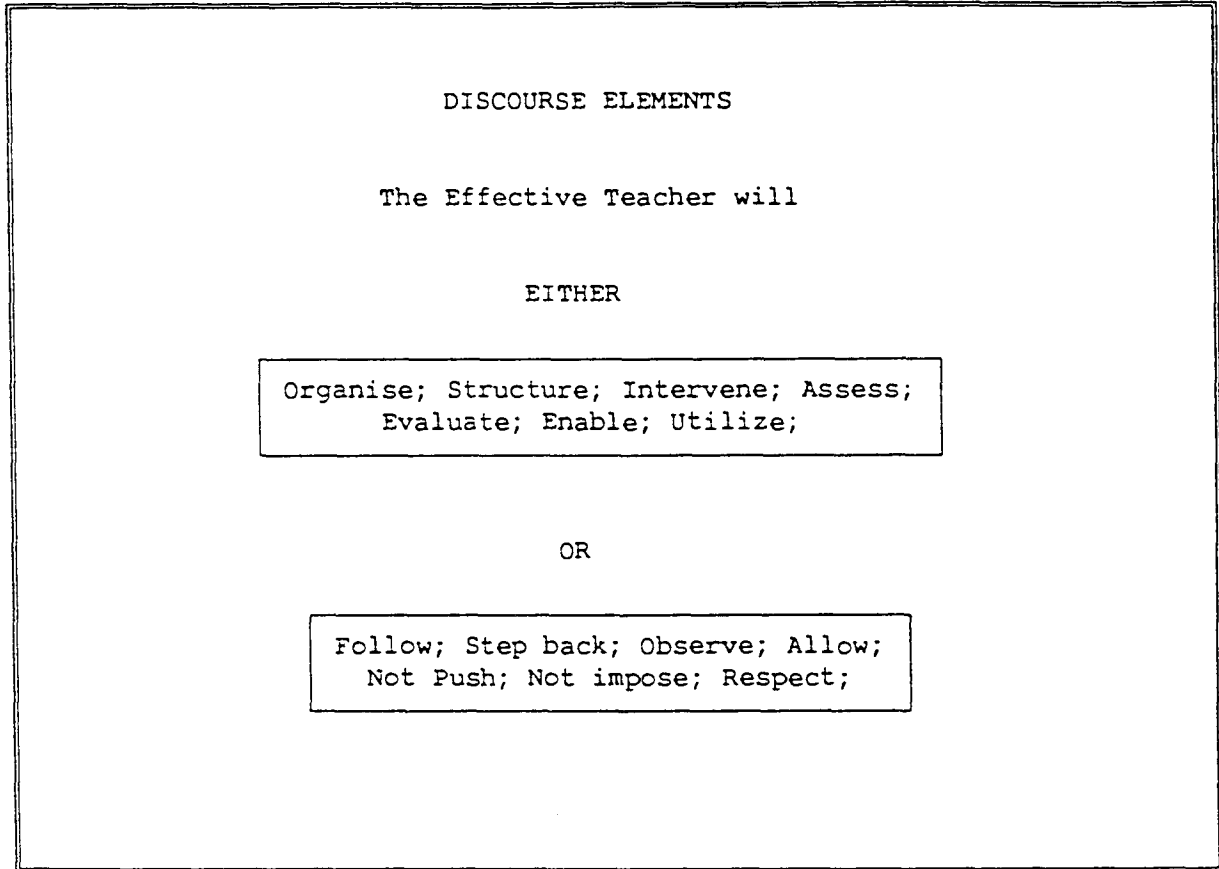 DISCOURSE ELEMENTS
The Effective Teacher will
EITHER
Organise; Structure; Intervene; Assess;
Evaluate; Enable; Utilize;
OR
Follow; Step back; Observe; Allow;
Not Push; Not impose; Respect;